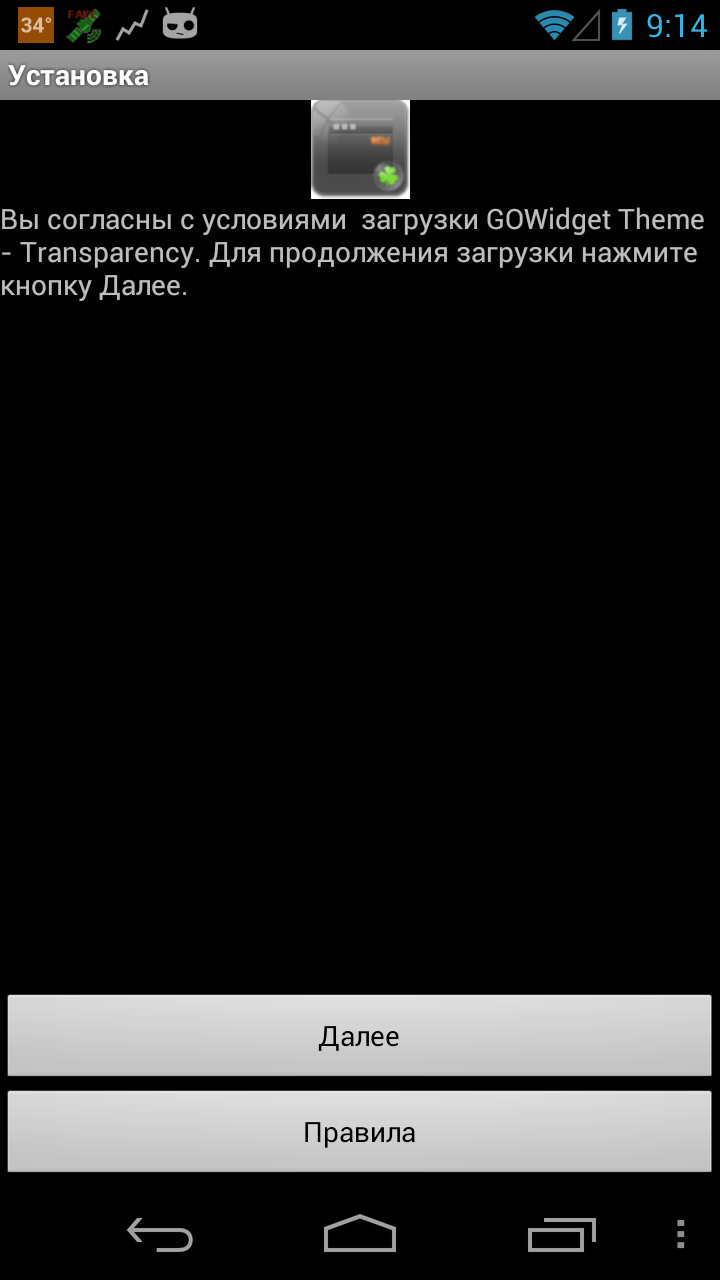 34° FAKE 9:14
Установка
Вы согласны с условиями  загрузки GOWidget Theme
- Transparency. Для продолжения загрузки нажмите
кнопку Далее.
Далее
Правила